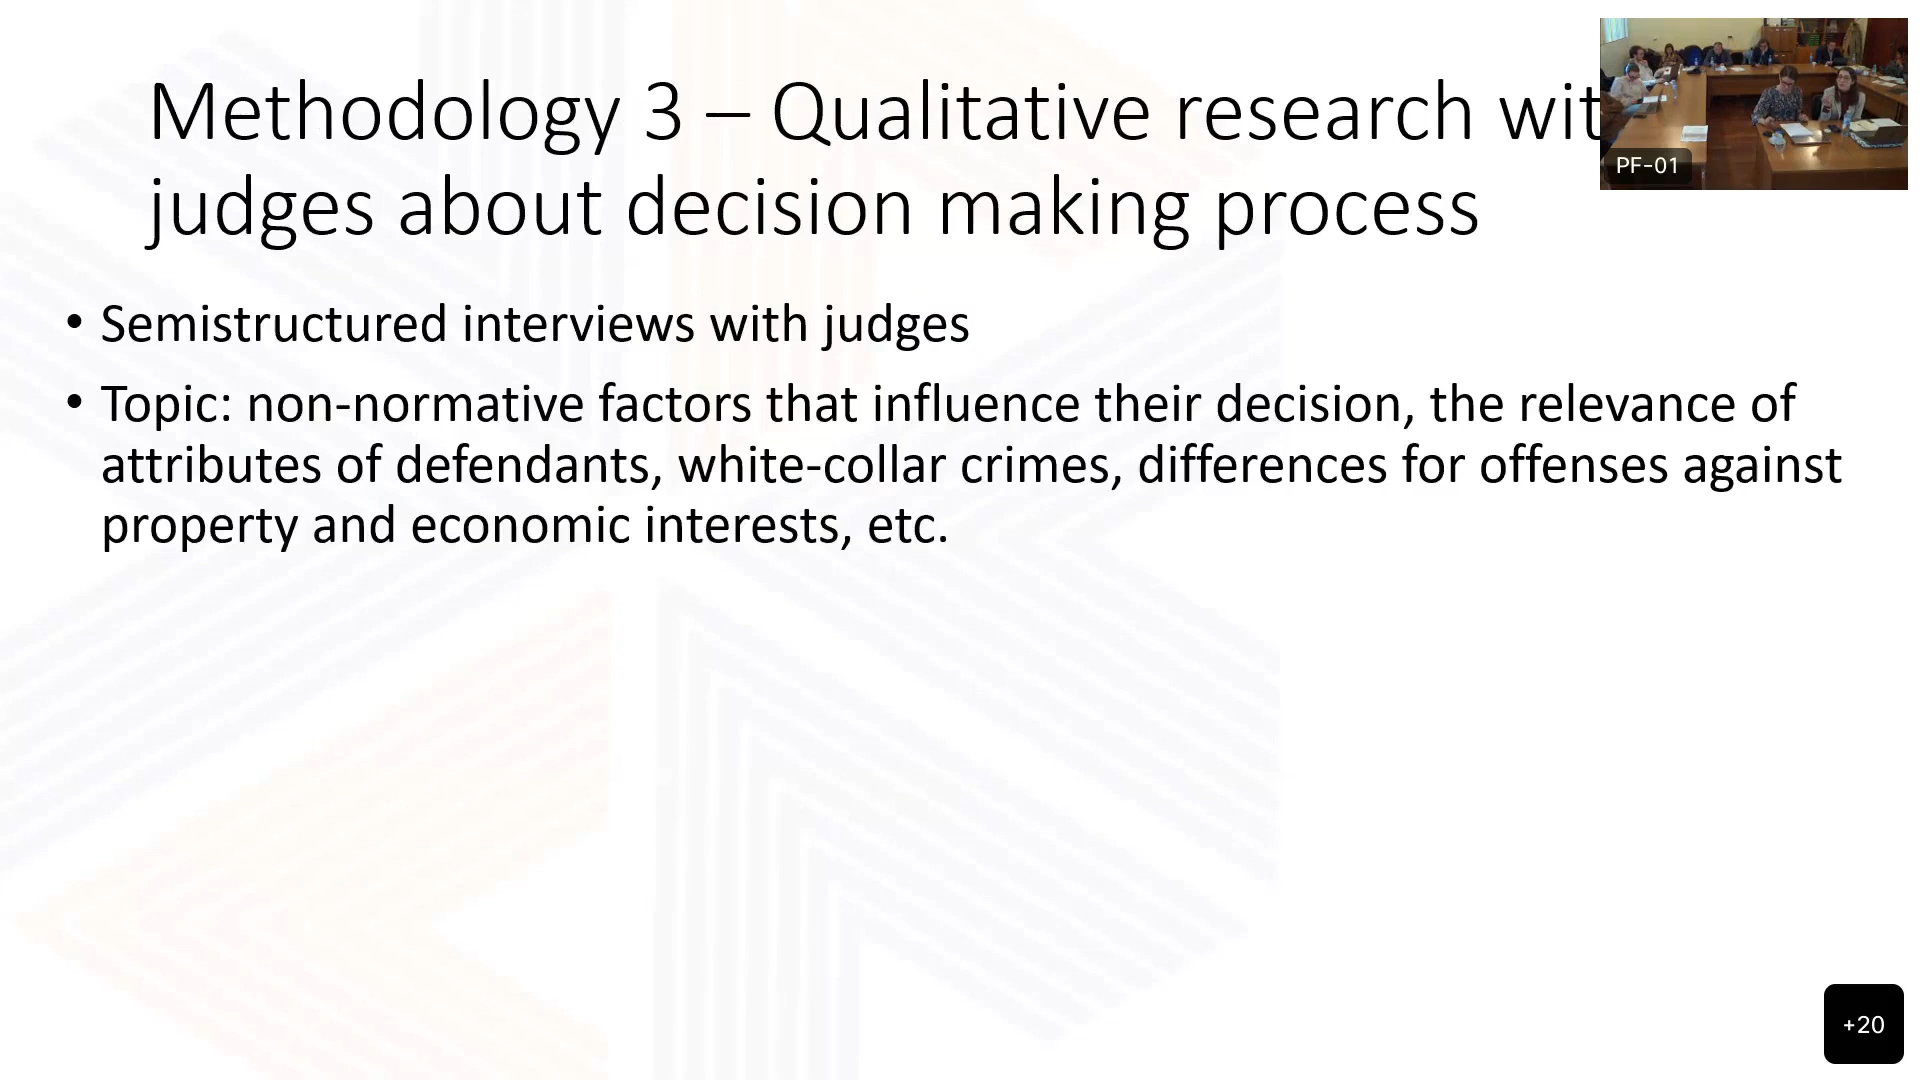 Methodology 3 – Qualitative research wit
judges about decision making process
• Semistructured interviews with judges
• Topic: non-normative factors that influence their decision, the relevance of
attributes of defendants, white-collar crimes, differences for offenses against
property and economic interests, etc.
PF-01
+20